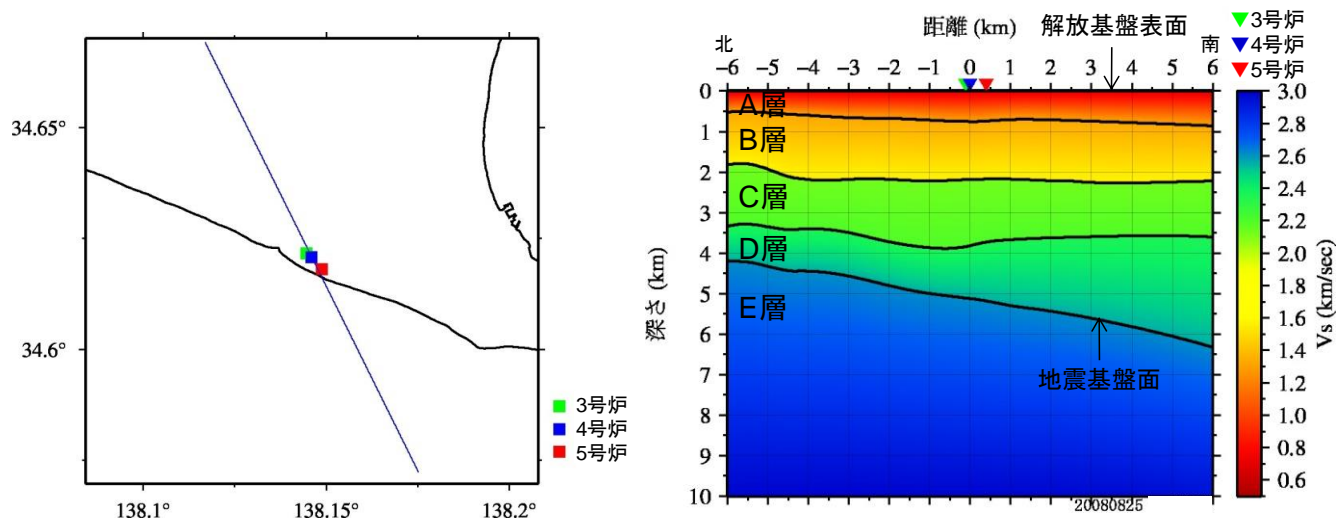 34.65°
34.6°
138.1°
138.15°
138.2°
3号炉
4号炉
5号炉
距離 (km)
解放基盤表面
北
南
3号炉
4号炉
5号炉
−6 −5 −4 −3 −2 −1 0 1 2 3 4 5 6
深さ (km)
0
1
2
3
4
5
6
7
8
9
10
A層
B層
C層
D層
E層
地震基盤面
20080825
3.0
2.8
2.6
2.4
2.2
2.0
1.8
1.6
1.4
1.2
1.0
0.8
0.6
Vs (km/sec)